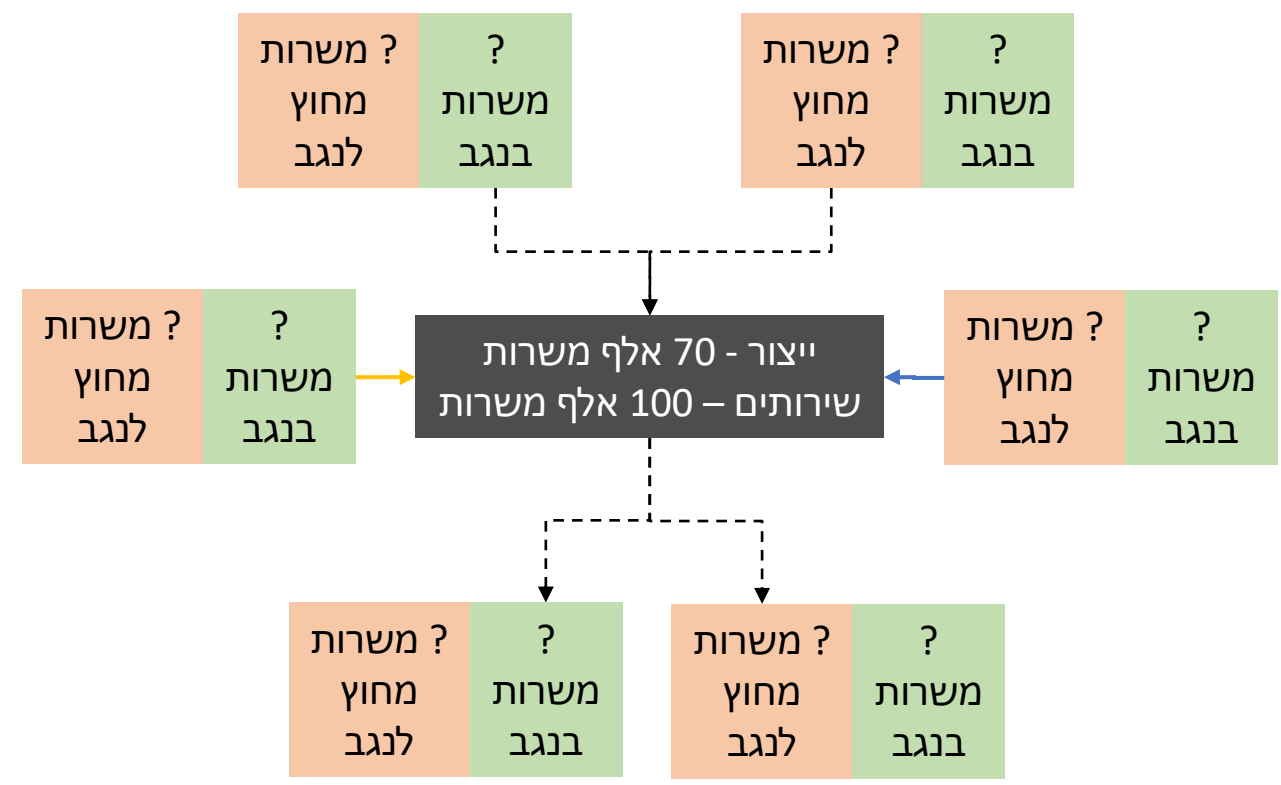 ? משרות
מחוץ
לנגב
?
משרות
בנגב
? משרות
מחוץ
לנגב
?
משרות
בנגב
? משרות
מחוץ
לנגב
?
משרות
בנגב
ייצור - 70 אלף משרות
שירותים – 100 אלף משרות
? משרות
מחוץ
לנגב
?
משרות
בנגב
? משרות
מחוץ
לנגב
?
משרות
בנגב
? משרות
מחוץ
לנגב
?
משרות
בנגב